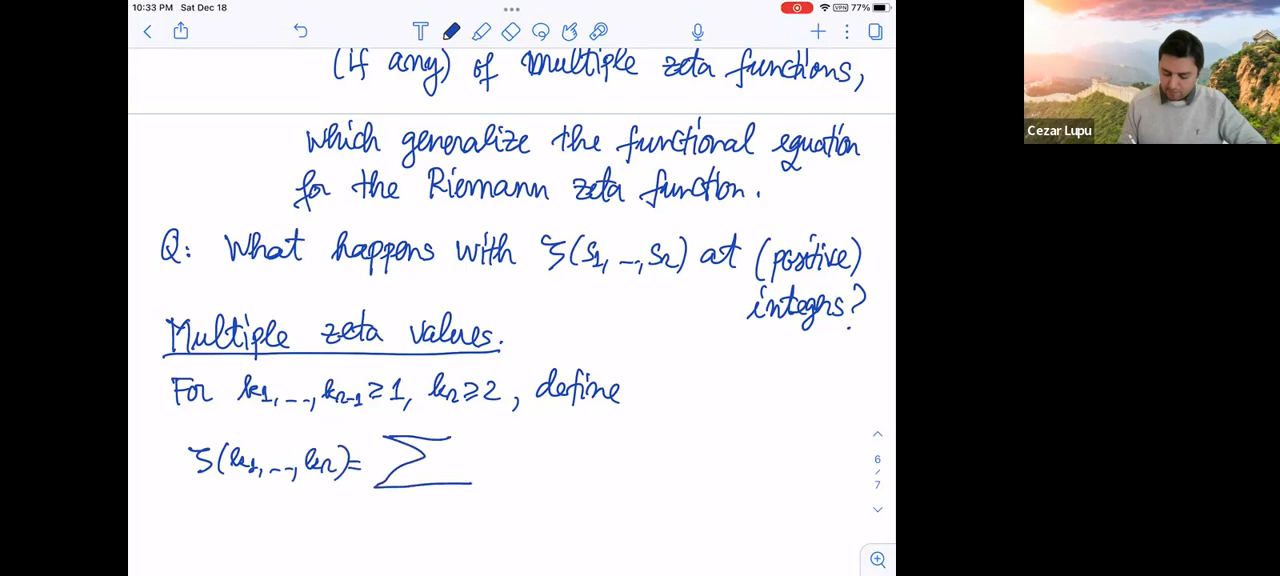 10:33 PM Sat Dec 18
VPN 77%
(if any) of multiple zeta functions,
which generalize the functional equation
for the Riemann zeta function.
Q: What happens with ζ(s₁, ..., sᵣ) at (positive)
integers?
Multiple zeta values.
For k₁, ..., kᵣ₋₁ ≥ 1, kᵣ ≥ 2, define
ζ(k₁, ..., kᵣ) = ∑
6
/
7
Cezar Lupu